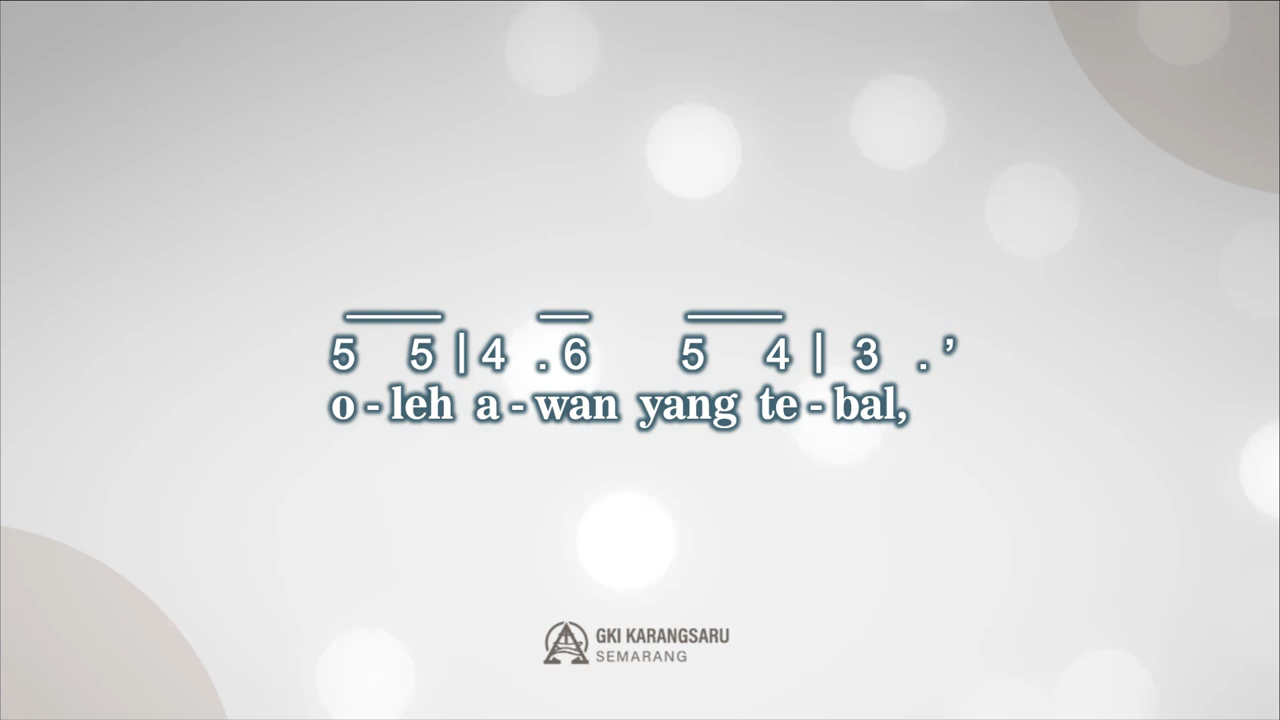 5 5 | 4 . 6 5 4 | 3 . ’
o - leh a - wan yang te - bal,
GKI KARANGSARU
SEMARANG